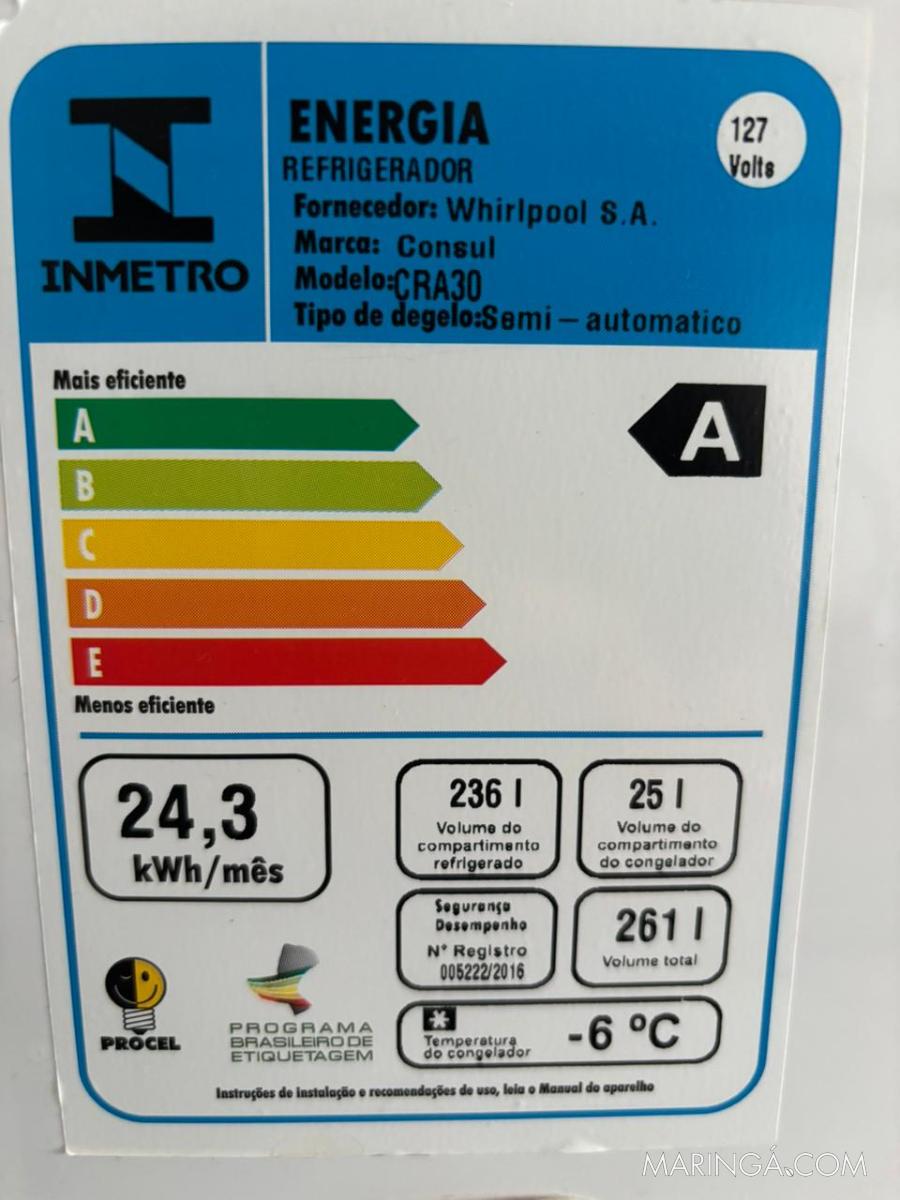 INMETRO
ENERGIA
REFRIGERADOR
Fornecedor: Whirlpool S.A.
Marca: Consul
Modelo:CRA30
Tipo de degelo:Semi – automatico
127
Volts
Mais eficiente
A
A
B
C
D
E
Menos eficiente
24,3
kWh/mês
236 l
Volume do
compartimento
refrigerado
25 l
Volume do
compartimento
do congelador
Segurança
Desempenho
N° Registro
005222/2016
261 l
Volume total
Temperatura
do congelador
-6 ºC
PROCEL
PROGRAMA
BRASILEIRO DE
ETIQUETAGEM
Instruções de instalação e recomendações de uso, leia o Manual do aparelho
MARINGÁ.COM